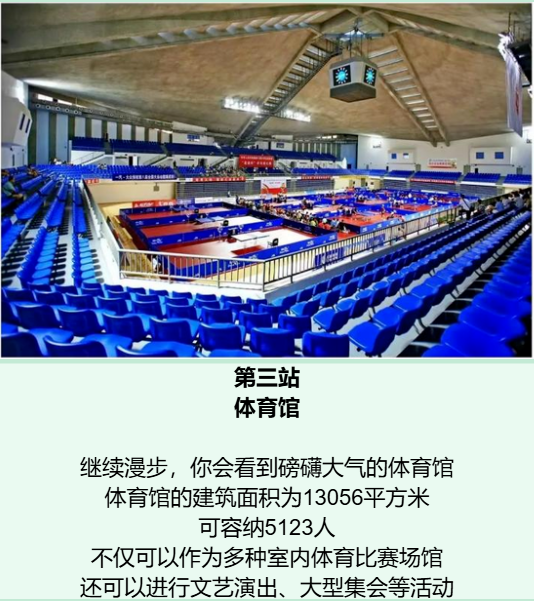 第三站
体育馆
继续漫步，你会看到磅礴大气的体育馆
体育馆的建筑面积为13056平方米
可容纳5123人
不仅可以作为多种室内体育比赛场馆
还可以进行文艺演出、大型集会等活动